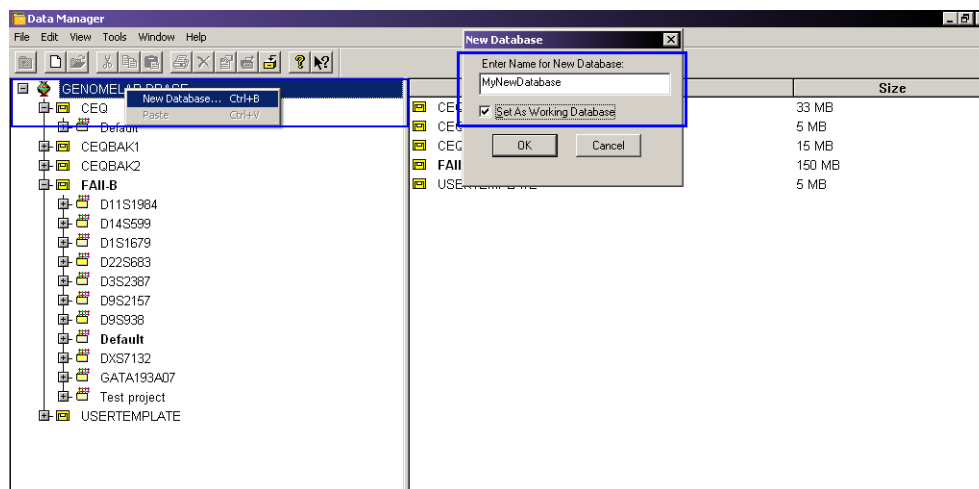 Data Manager
File Edit View Tools Window Help
New Database
Enter Name for New Database:
MyNewDatabase
Set As Working Database
OK Cancel
Size
GENOMELAB
New Database... Ctrl+B
Paste Ctrl+V
CEQ
Default
CEQBAK1
CEQBAK2
FAII-B
D11S1984
D14S599
D1S1679
D22S683
D3S2387
D9S2157
D9S938
Default
DXS7132
GATA193A07
Test project
USERTEMPLATE
33 MB
5 MB
15 MB
150 MB
USERTEMPLATE 5 MB